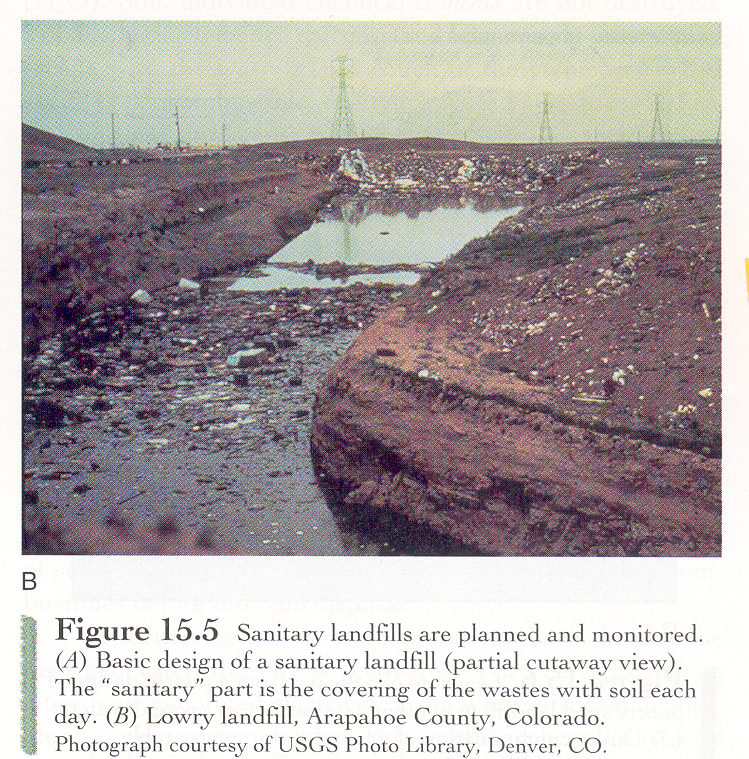 B
Figure 15.5 Sanitary landfills are planned and monitored.
(A) Basic design of a sanitary landfill (partial cutaway view).
The “sanitary” part is the covering of the wastes with soil each
day. (B) Lowry landfill, Arapahoe County, Colorado.
Photograph courtesy of USGS Photo Library, Denver, CO.